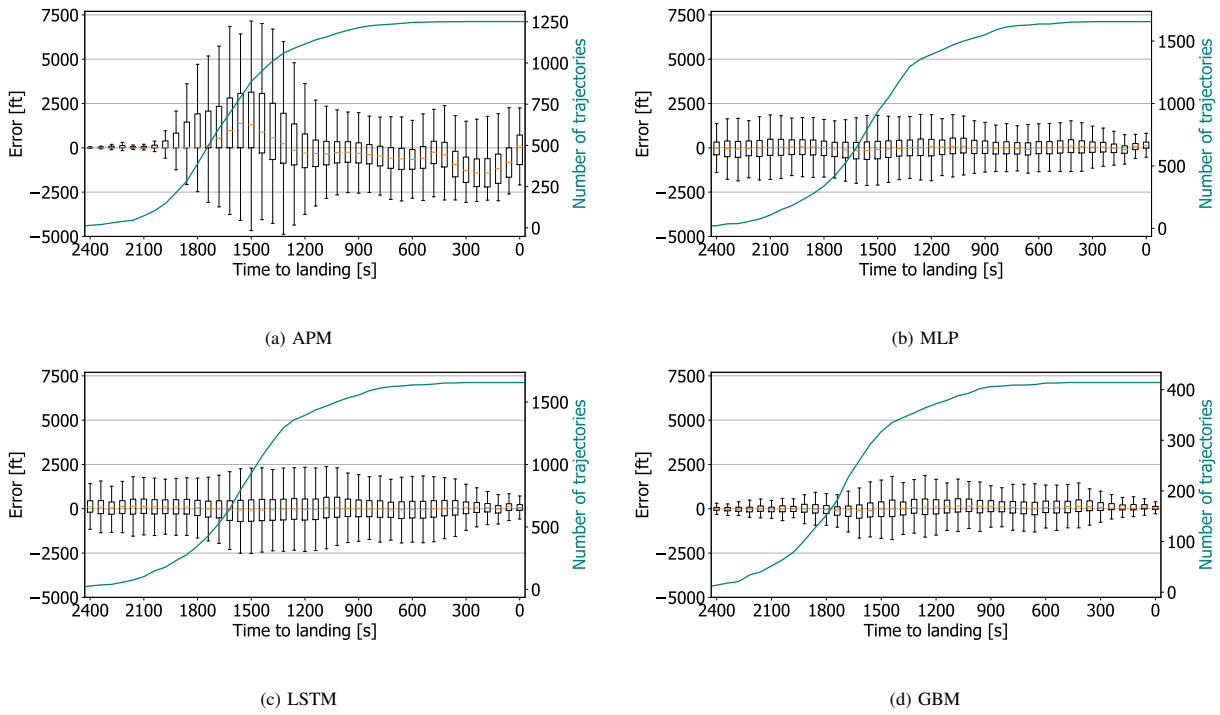 7500
5000
2500
0
−2500
−5000
Error [ft]
1250
1000
750
500
250
0
Number of trajectories
2400 2100 1800 1500 1200 900 600 300 0
Time to landing [s]
(a) APM
7500
5000
2500
0
−2500
−5000
Error [ft]
1500
1000
500
0
Number of trajectories
2400 2100 1800 1500 1200 900 600 300 0
Time to landing [s]
(b) MLP
7500
5000
2500
0
−2500
−5000
Error [ft]
1500
1000
500
0
Number of trajectories
2400 2100 1800 1500 1200 900 600 300 0
Time to landing [s]
(c) LSTM
7500
5000
2500
0
−2500
−5000
Error [ft]
400
300
200
100
0
Number of trajectories
2400 2100 1800 1500 1200 900 600 300 0
Time to landing [s]
(d) GBM